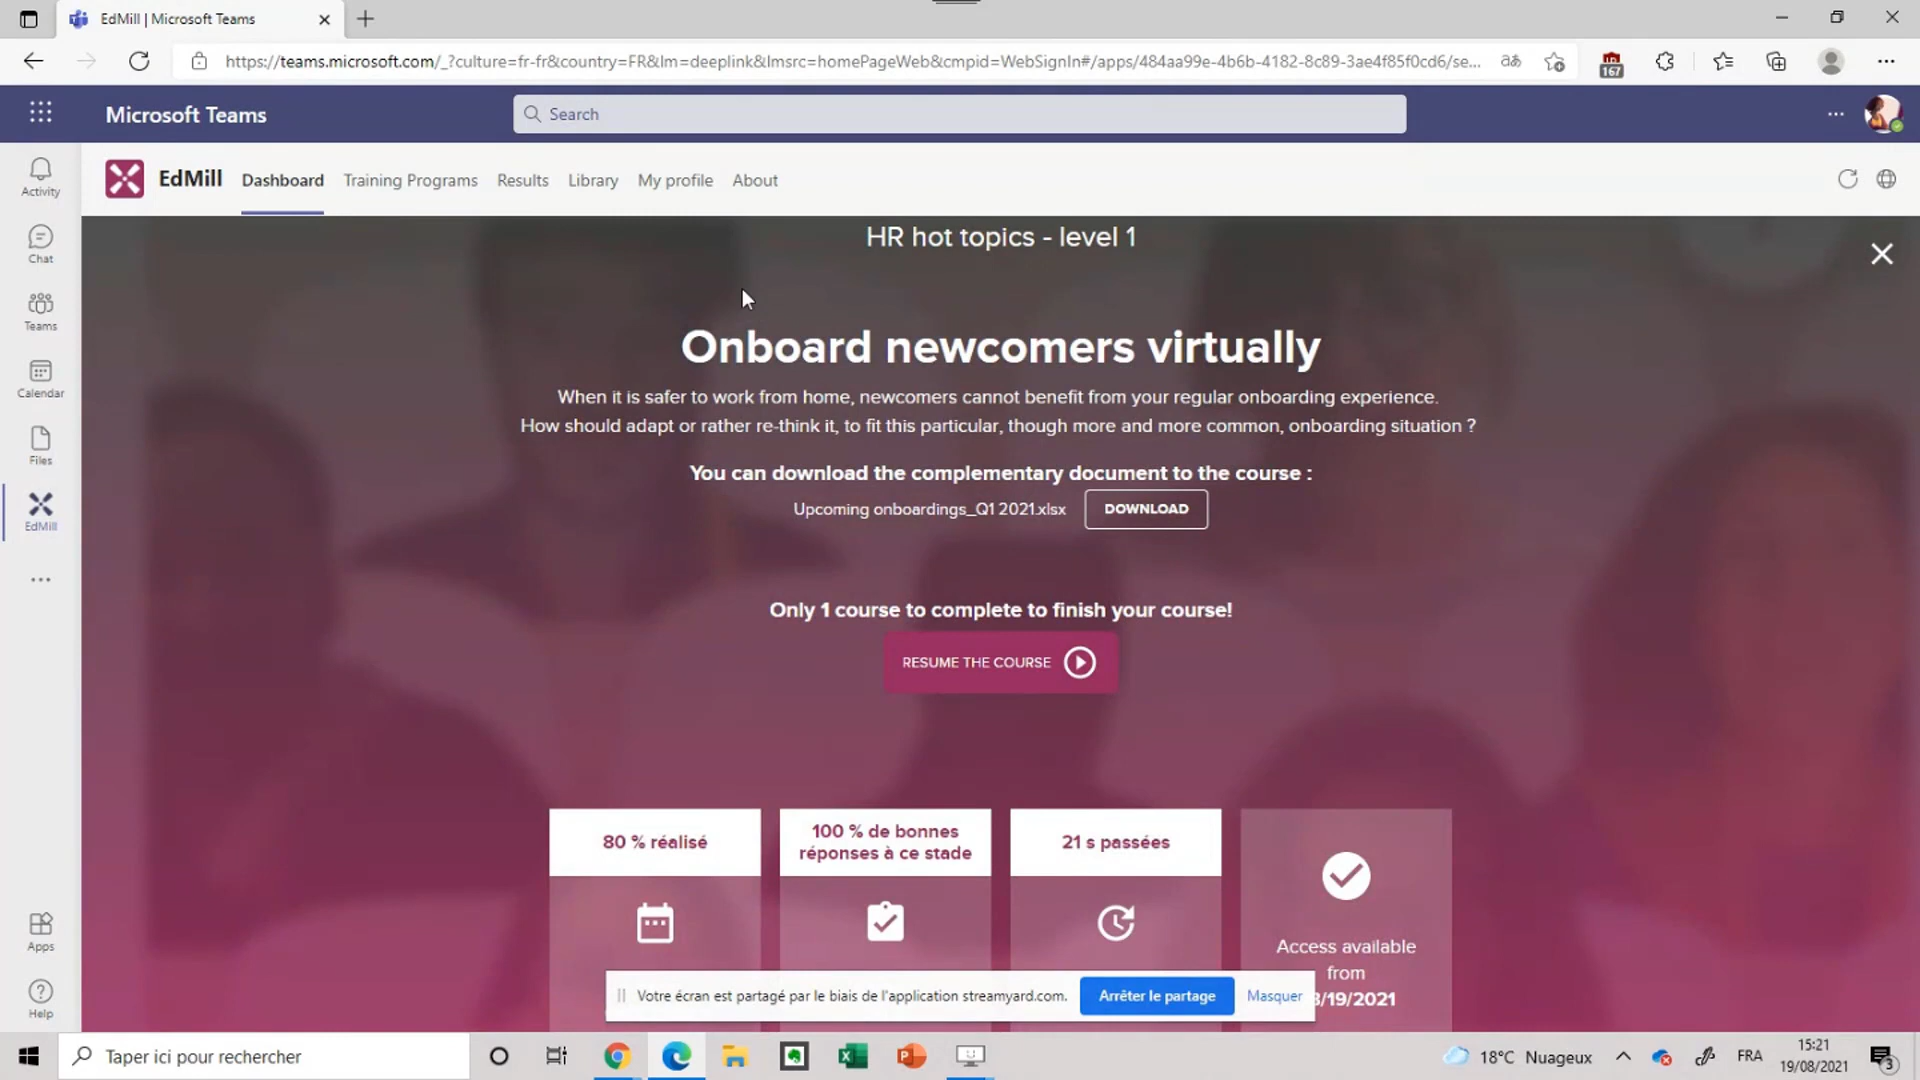 EdMill | Microsoft Teams
https://teams.microsoft.com/_?culture=fr-fr&country=FR&lm=deeplink&lmsrc=homePageWeb&cmpid=WebSignIn#/apps/484aa99e-4b6b-4182-8c89-3ae4f85f0cd6/se...
aあ
167
Microsoft Teams
Search
EdMill
Dashboard
Training Programs
Results
Library
My profile
About
Activity
Chat
Teams
Calendar
Files
EdMill
Apps
Help
HR hot topics - level 1
Onboard newcomers virtually
When it is safer to work from home, newcomers cannot benefit from your regular onboarding experience.
How should adapt or rather re-think it, to fit this particular, though more and more common, onboarding situation ?
You can download the complementary document to the course :
Upcoming onboardings_Q1 2021.xlsx
DOWNLOAD
Only 1 course to complete to finish your course!
RESUME THE COURSE
80 % réalisé
100 % de bonnes
réponses à ce stade
21 s passées
Access available
from
8/19/2021
Votre écran est partagé par le biais de l'application streamyard.com.
Arrêter le partage
Masquer
Taper ici pour rechercher
18°C Nuageux
FRA
15:21
19/08/2021
3